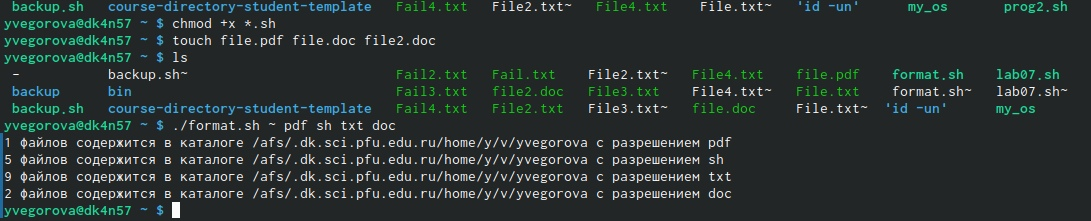 backup.sh course-directory-student-template Fail4.txt File2.txt~ File4.txt File.txt~ 'id -un' my_os prog2.sh
yvegorova@dk4n57 ~ $ chmod +x *.sh
yvegorova@dk4n57 ~ $ touch file.pdf file.doc file2.doc
yvegorova@dk4n57 ~ $ ls
- backup.sh~ Fail2.txt Fail.txt File2.txt~ File4.txt file.pdf format.sh lab07.sh
backup bin Fail3.txt file2.doc File3.txt File4.txt~ File.txt format.sh~ lab07.sh~
backup.sh course-directory-student-template Fail4.txt File2.txt File3.txt~ file.doc File.txt~ 'id -un' my_os
yvegorova@dk4n57 ~ $ ./format.sh ~ pdf sh txt doc
1 файлов содержится в каталоге /afs/.dk.sci.pfu.edu.ru/home/y/v/yvegorova с разрешением pdf
5 файлов содержится в каталоге /afs/.dk.sci.pfu.edu.ru/home/y/v/yvegorova с разрешением sh
9 файлов содержится в каталоге /afs/.dk.sci.pfu.edu.ru/home/y/v/yvegorova с разрешением txt
2 файлов содержится в каталоге /afs/.dk.sci.pfu.edu.ru/home/y/v/yvegorova с разрешением doc
yvegorova@dk4n57 ~ $